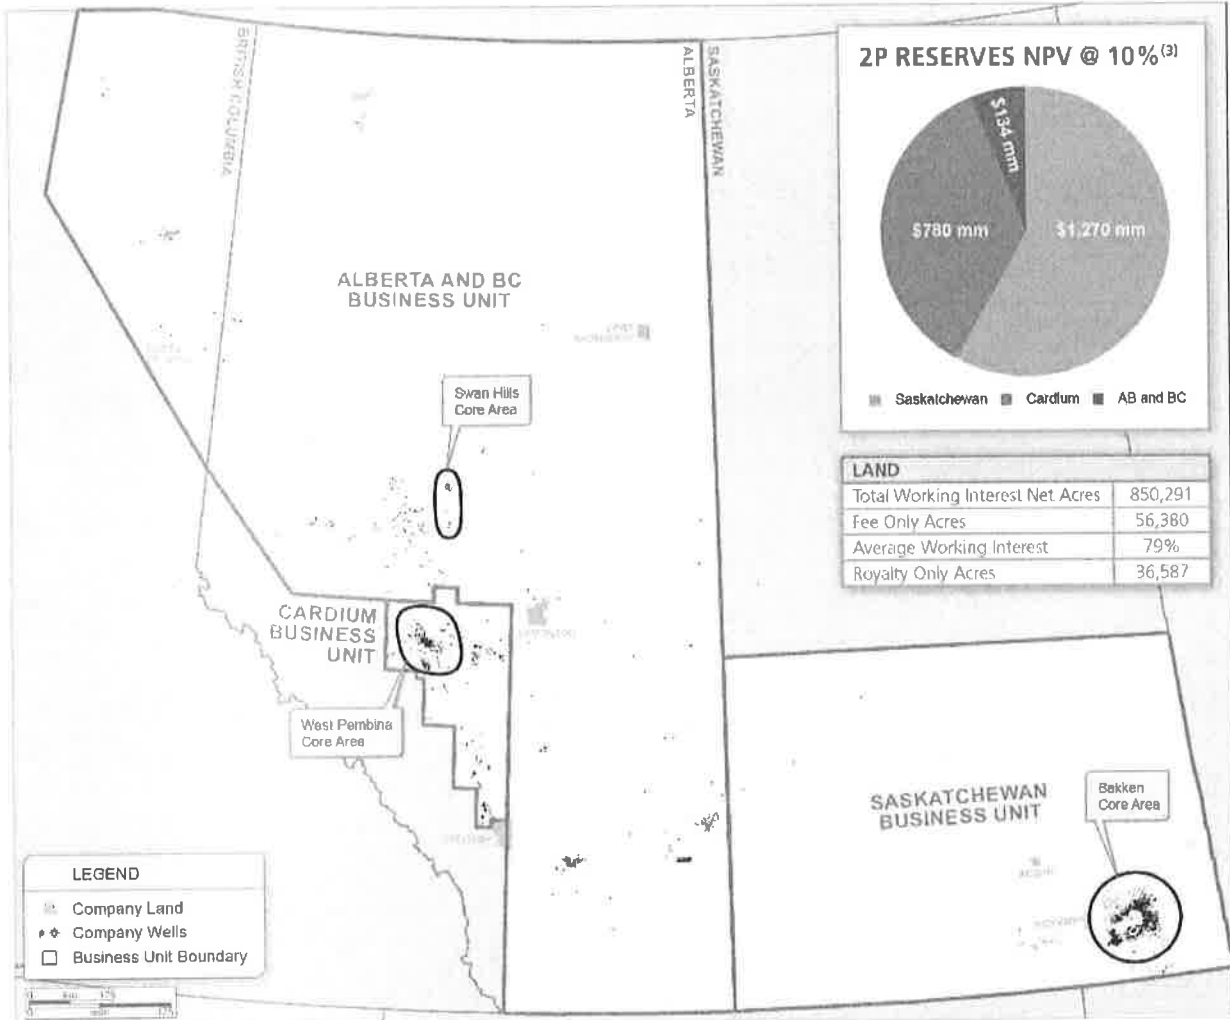 BRITISH COLUMBIA
ALBERTA
SASKATCHEWAN
2P RESERVES NPV @ 10%(3)
$134 mm
$780 mm
$1,270 mm
Saskatchewan
Cardium
AB and BC
ALBERTA AND BC
BUSINESS UNIT
Swan Hills
Core Area
LAND
Total Working Interest Net Acres 850,291
Fee Only Acres 56,380
Average Working Interest 79%
Royalty Only Acres 36,587
CARDIUM
BUSINESS
UNIT
West Pembina
Core Area
SASKATCHEWAN
BUSINESS UNIT
Bakken
Core Area
LEGEND
Company Land
Company Wells
Business Unit Boundary